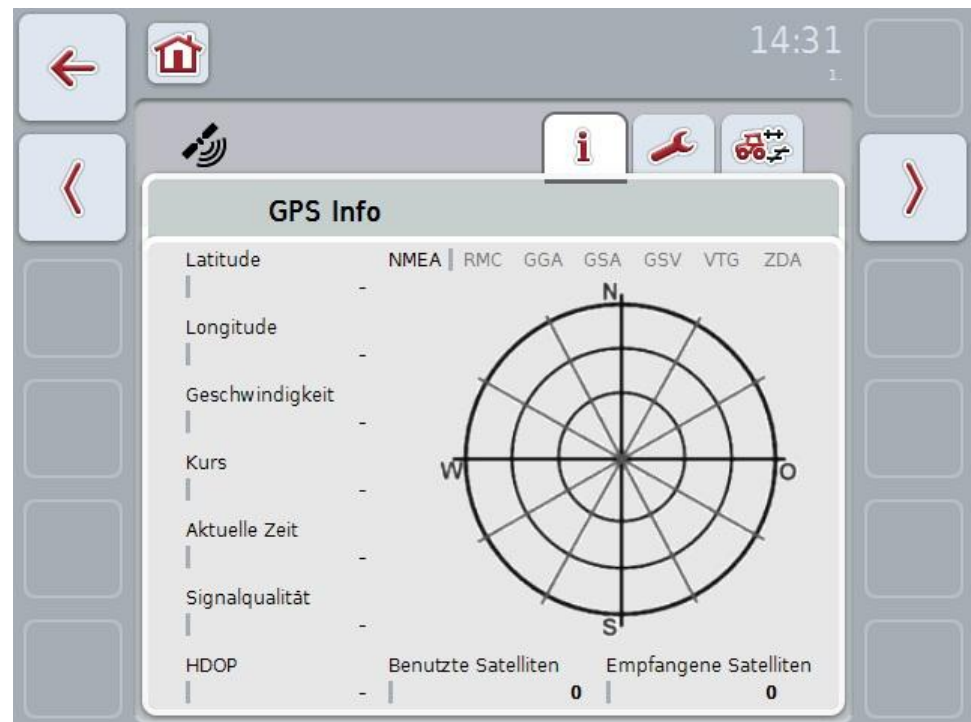 14:31
1.
i
GPS Info
Latitude
-
NMEA RMC GGA GSA GSV VTG ZDA
N
Longitude
-
Geschwindigkeit
-
Kurs
-
W
O
Aktuelle Zeit
-
Signalqualität
-
S
HDOP
-
Benutzte Satelliten
0
Empfangene Satelliten
0